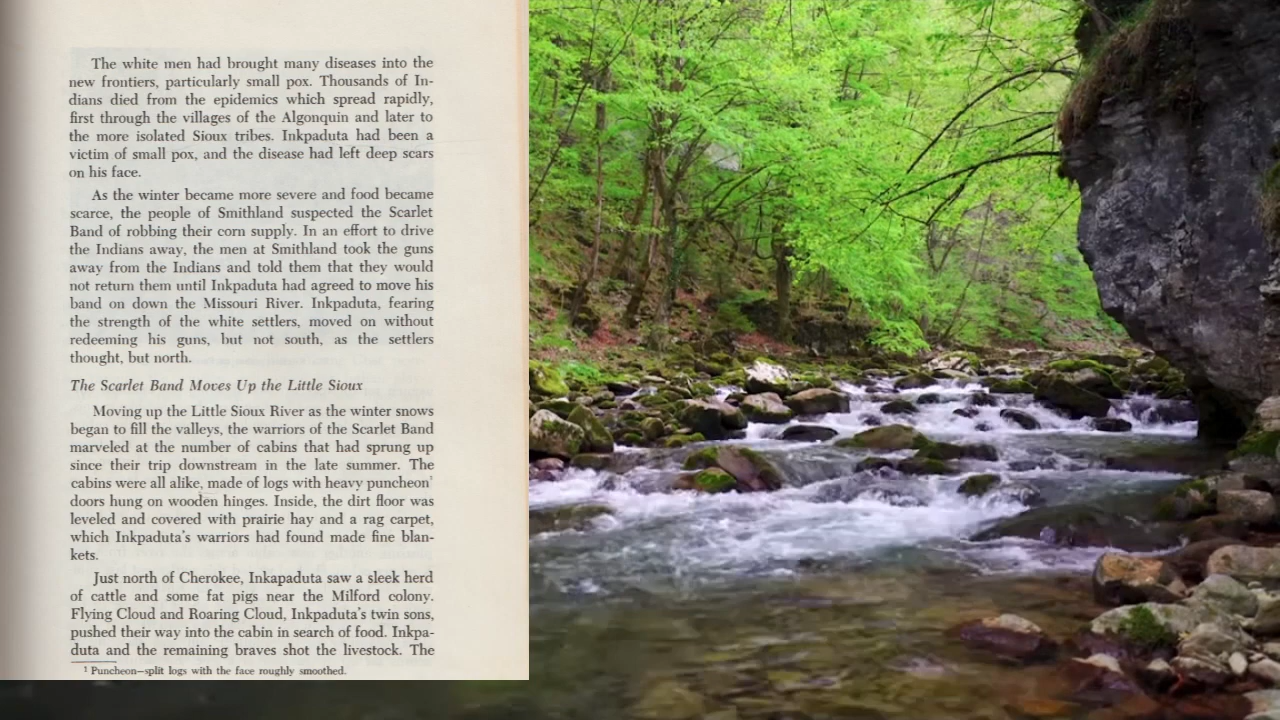 The white men had brought many diseases into the
new frontiers, particularly small pox. Thousands of In-
dians died from the epidemics which spread rapidly,
first through the villages of the Algonquin and later to
the more isolated Sioux tribes. Inkpaduta had been a
victim of small pox, and the disease had left deep scars
on his face.
As the winter became more severe and food became
scarce, the people of Smithland suspected the Scarlet
Band of robbing their corn supply. In an effort to drive
the Indians away, the men at Smithland took the guns
away from the Indians and told them that they would
not return them until Inkpaduta had agreed to move his
band on down the Missouri River. Inkpaduta, fearing
the strength of the white settlers, moved on without
redeeming his guns, but not south, as the settlers
thought, but north.
The Scarlet Band Moves Up the Little Sioux
Moving up the Little Sioux River as the winter snows
began to fill the valleys, the warriors of the Scarlet Band
marveled at the number of cabins that had sprung up
since their trip downstream in the late summer. The
cabins were all alike, made of logs with heavy puncheon¹
doors hung on wooden hinges. Inside, the dirt floor was
leveled and covered with prairie hay and a rag carpet,
which Inkpaduta's warriors had found made fine blan-
kets.
Just north of Cherokee, Inkapaduta saw a sleek herd
of cattle and some fat pigs near the Milford colony.
Flying Cloud and Roaring Cloud, Inkpaduta's twin sons,
pushed their way into the cabin in search of food. Inkpa-
duta and the remaining braves shot the livestock. The
¹ Puncheon—split logs with the face roughly smoothed.